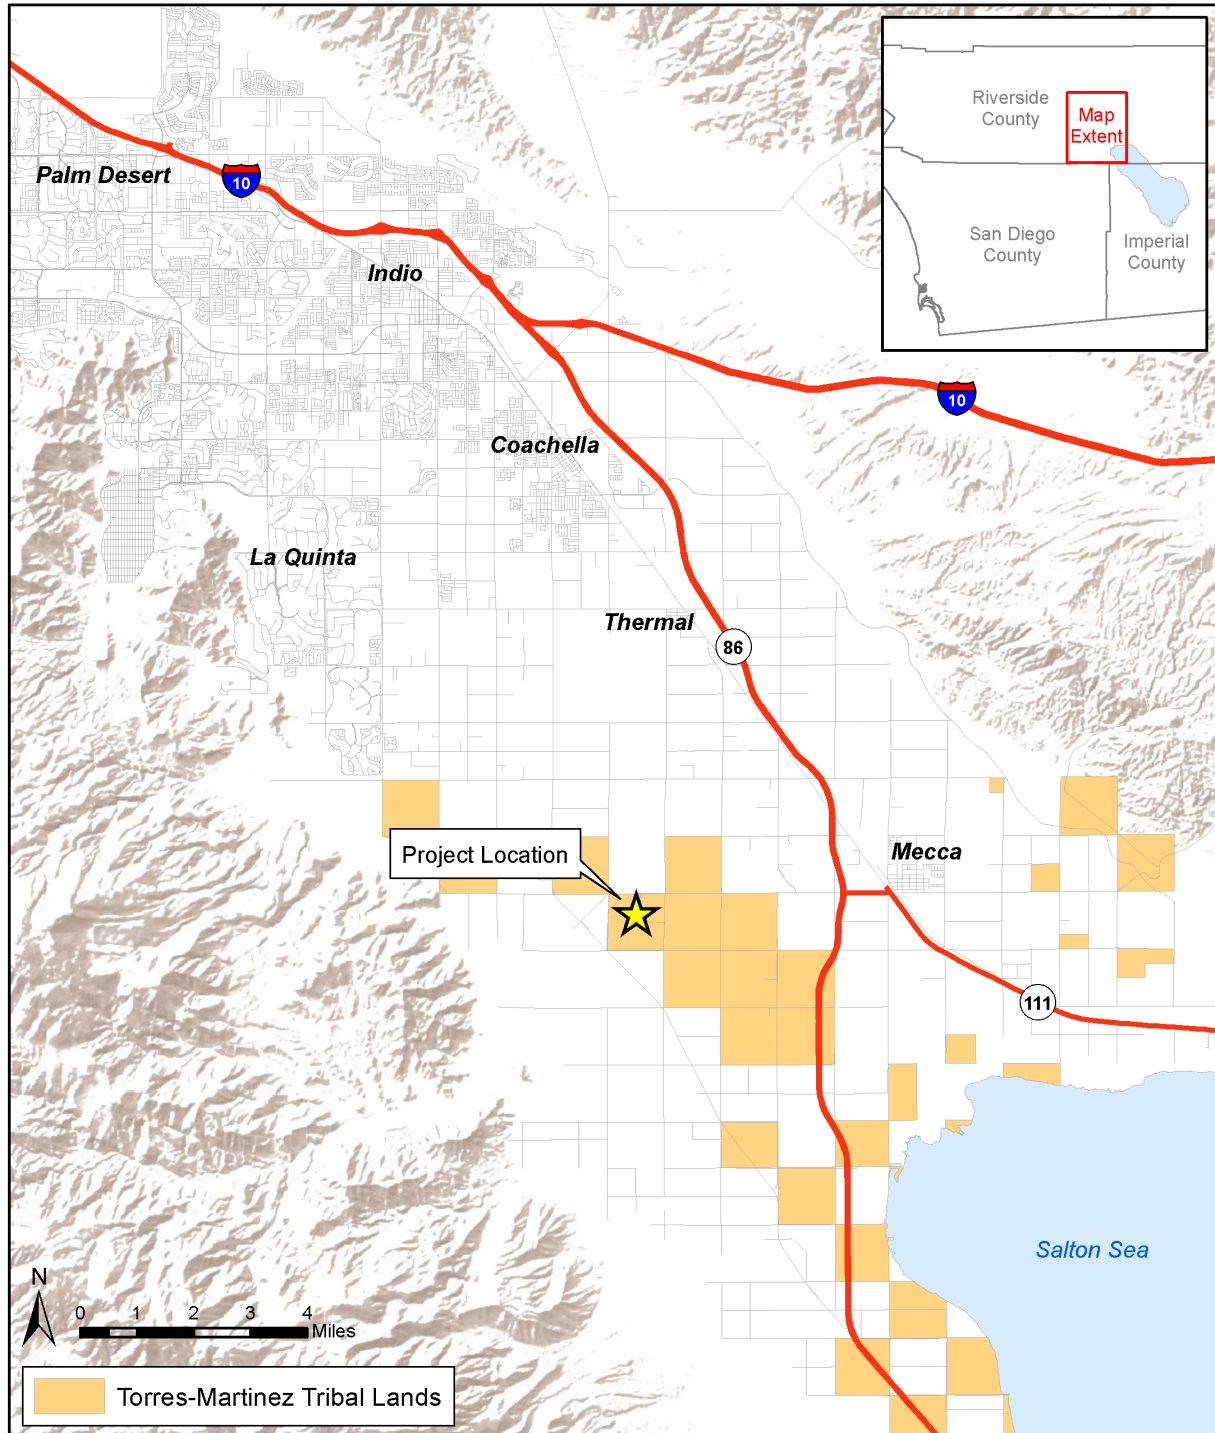 Riverside
County
Map
Extent
San Diego
County
Imperial
County
Palm Desert
10
Indio
10
Coachella
La Quinta
Thermal
86
Project Location
Mecca
111
Salton Sea
N
0 1 2 3 4
Miles
Torres-Martinez Tribal Lands